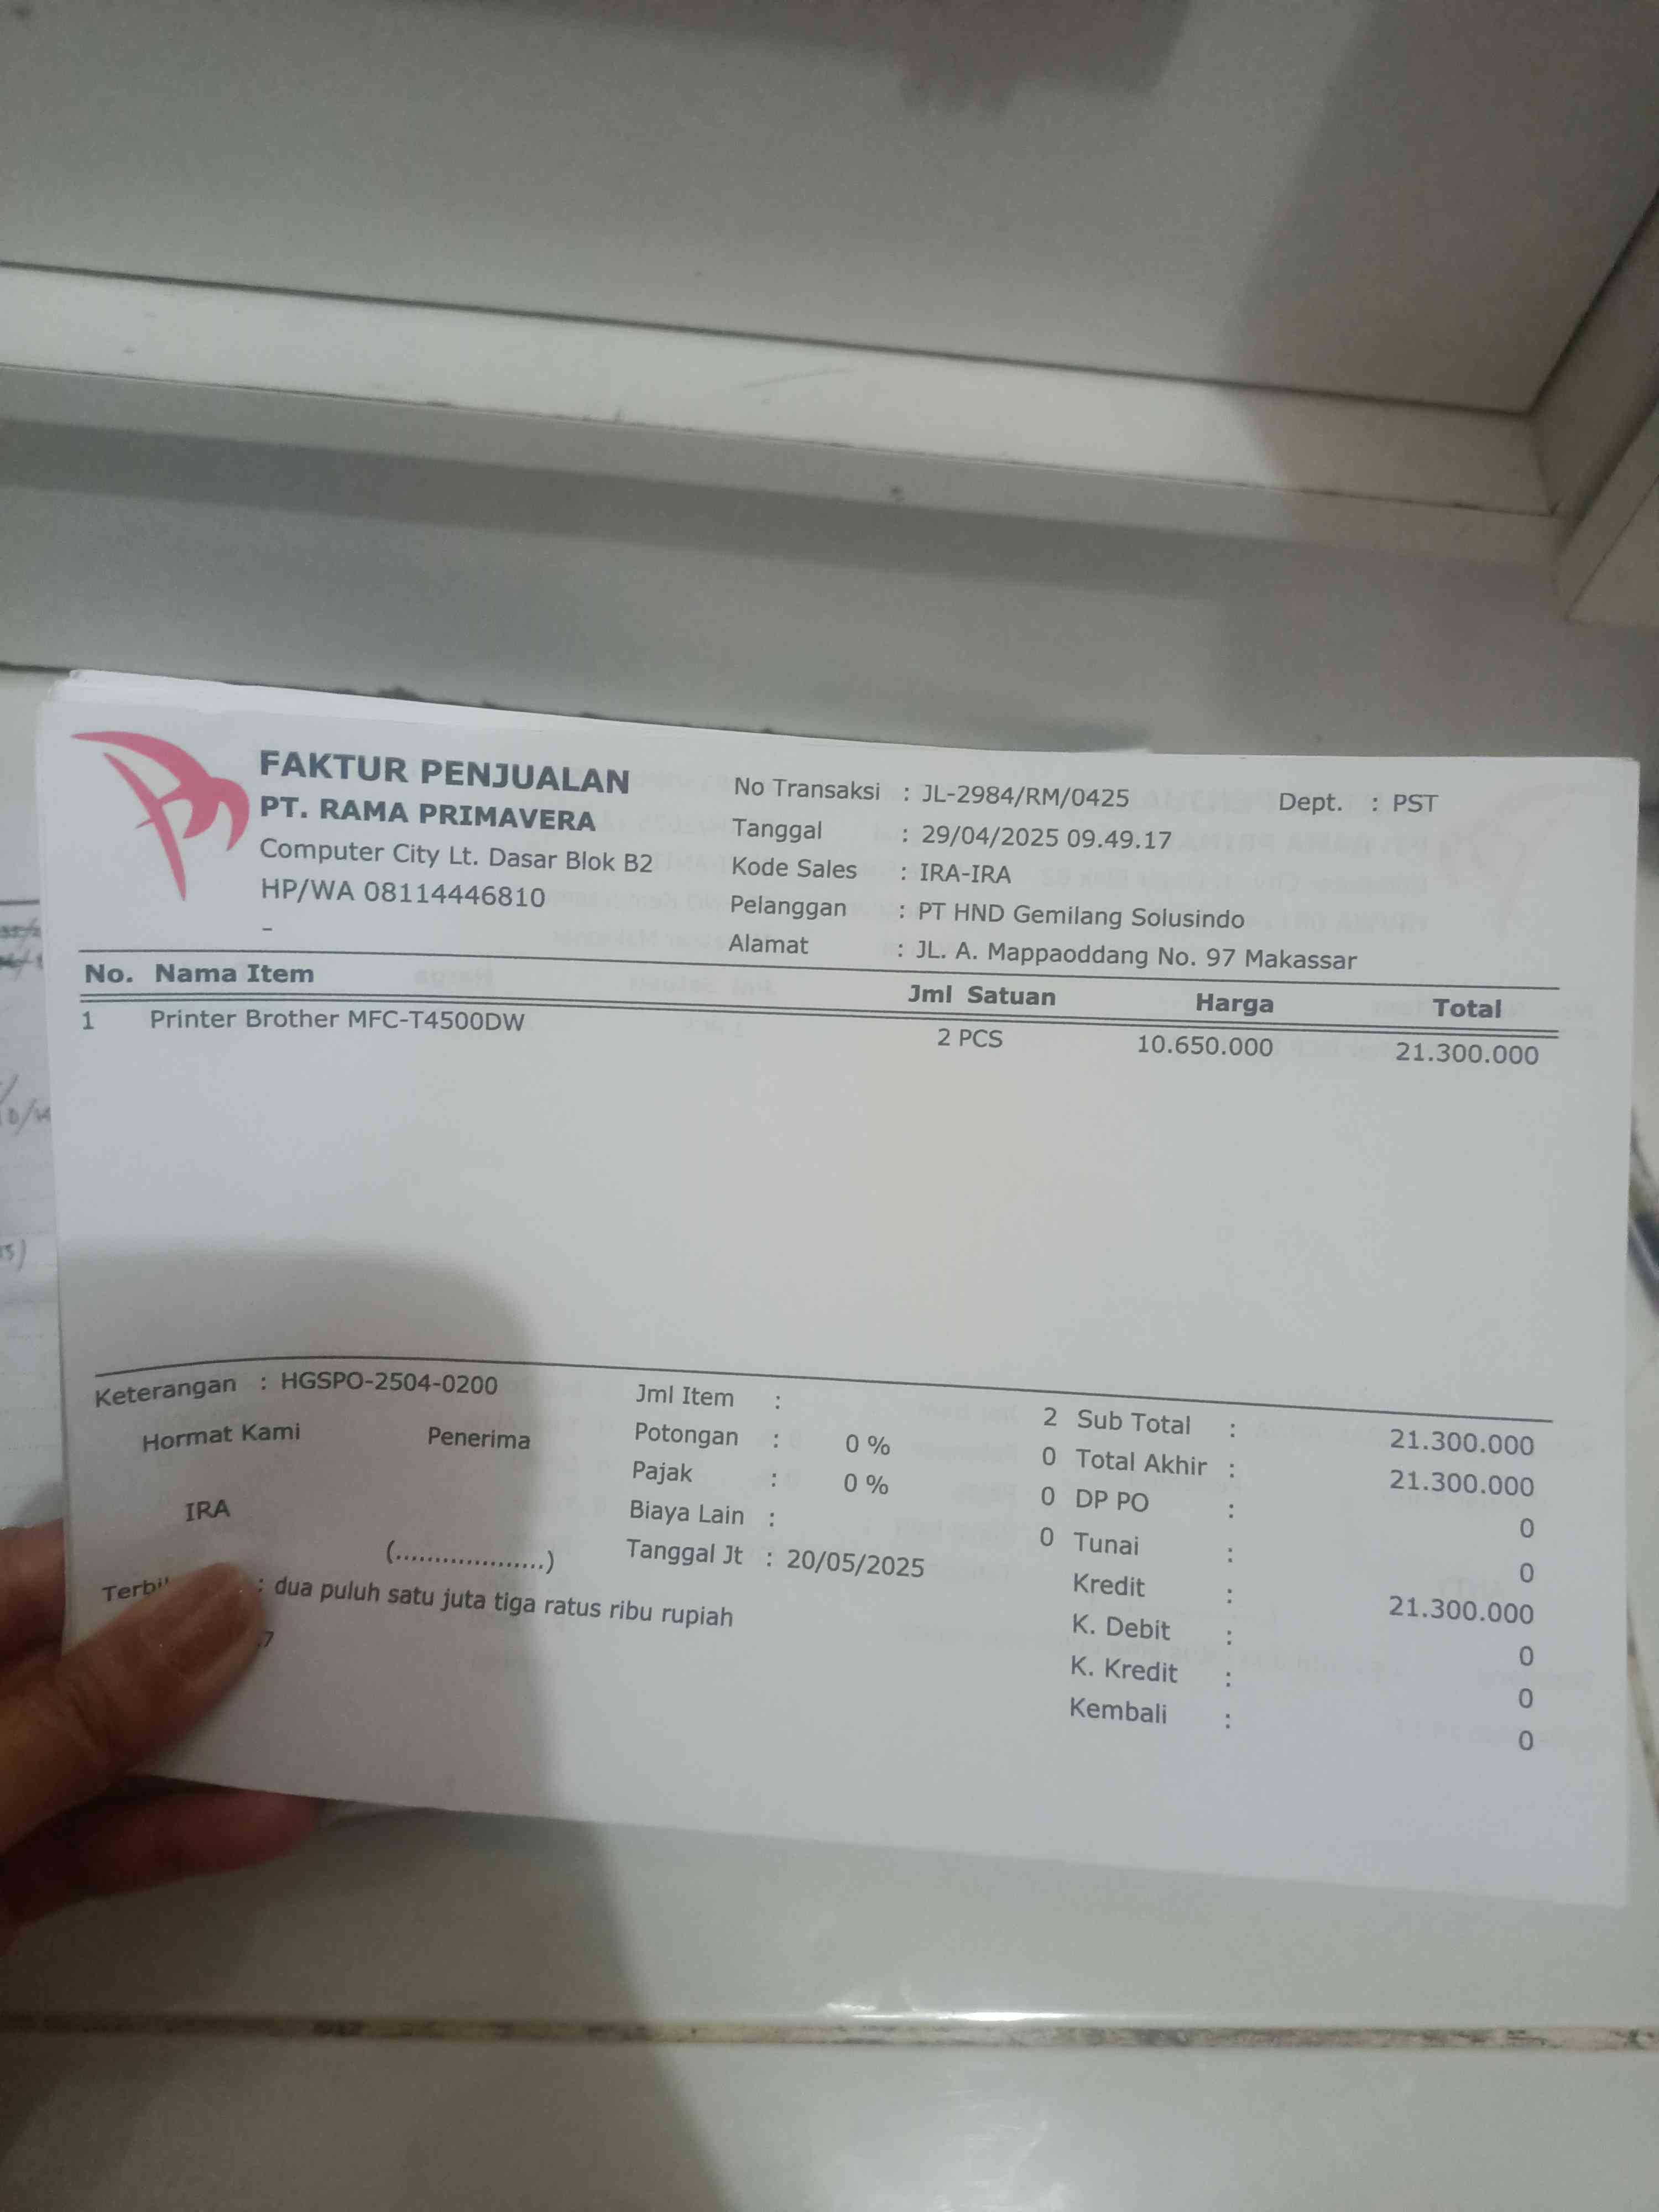 FAKTUR PENJUALAN
PT. RAMA PRIMAVERA
Computer City Lt. Dasar Blok B2
HP/WA 08114446810
-
No Transaksi : JL-2984/RM/0425 Dept. : PST
Tanggal : 29/04/2025 09.49.17
Kode Sales : IRA-IRA
Pelanggan : PT HND Gemilang Solusindo
Alamat : JL. A. Mappaoddang No. 97 Makassar
No. Nama Item Jml Satuan Harga Total
1 Printer Brother MFC-T4500DW 2 PCS 10.650.000 21.300.000
Keterangan : HGSPO-2504-0200
Hormat Kami Penerima
IRA
(...................)
Jml Item : 2
Potongan : 0 % 0
Pajak : 0 % 0
Biaya Lain : 0
Tanggal Jt : 20/05/2025
Sub Total : 21.300.000
Total Akhir : 21.300.000
DP PO : 0
Tunai : 0
Kredit : 21.300.000
K. Debit : 0
K. Kredit : 0
Kembali : 0
: dua puluh satu juta tiga ratus ribu rupiah